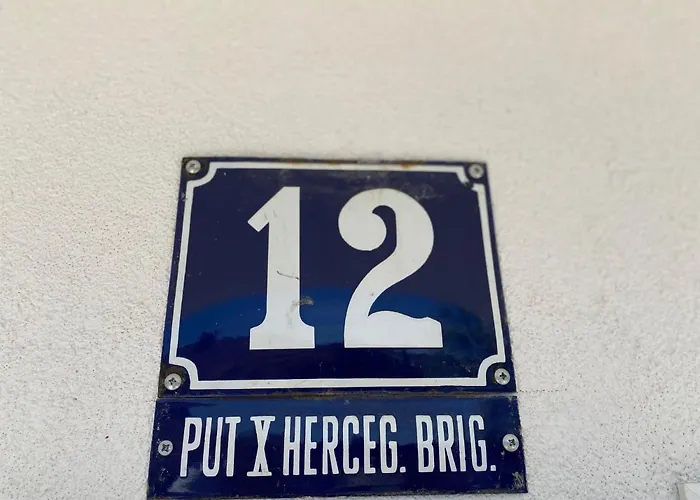 12
PUT X HERCEG. BRIG.